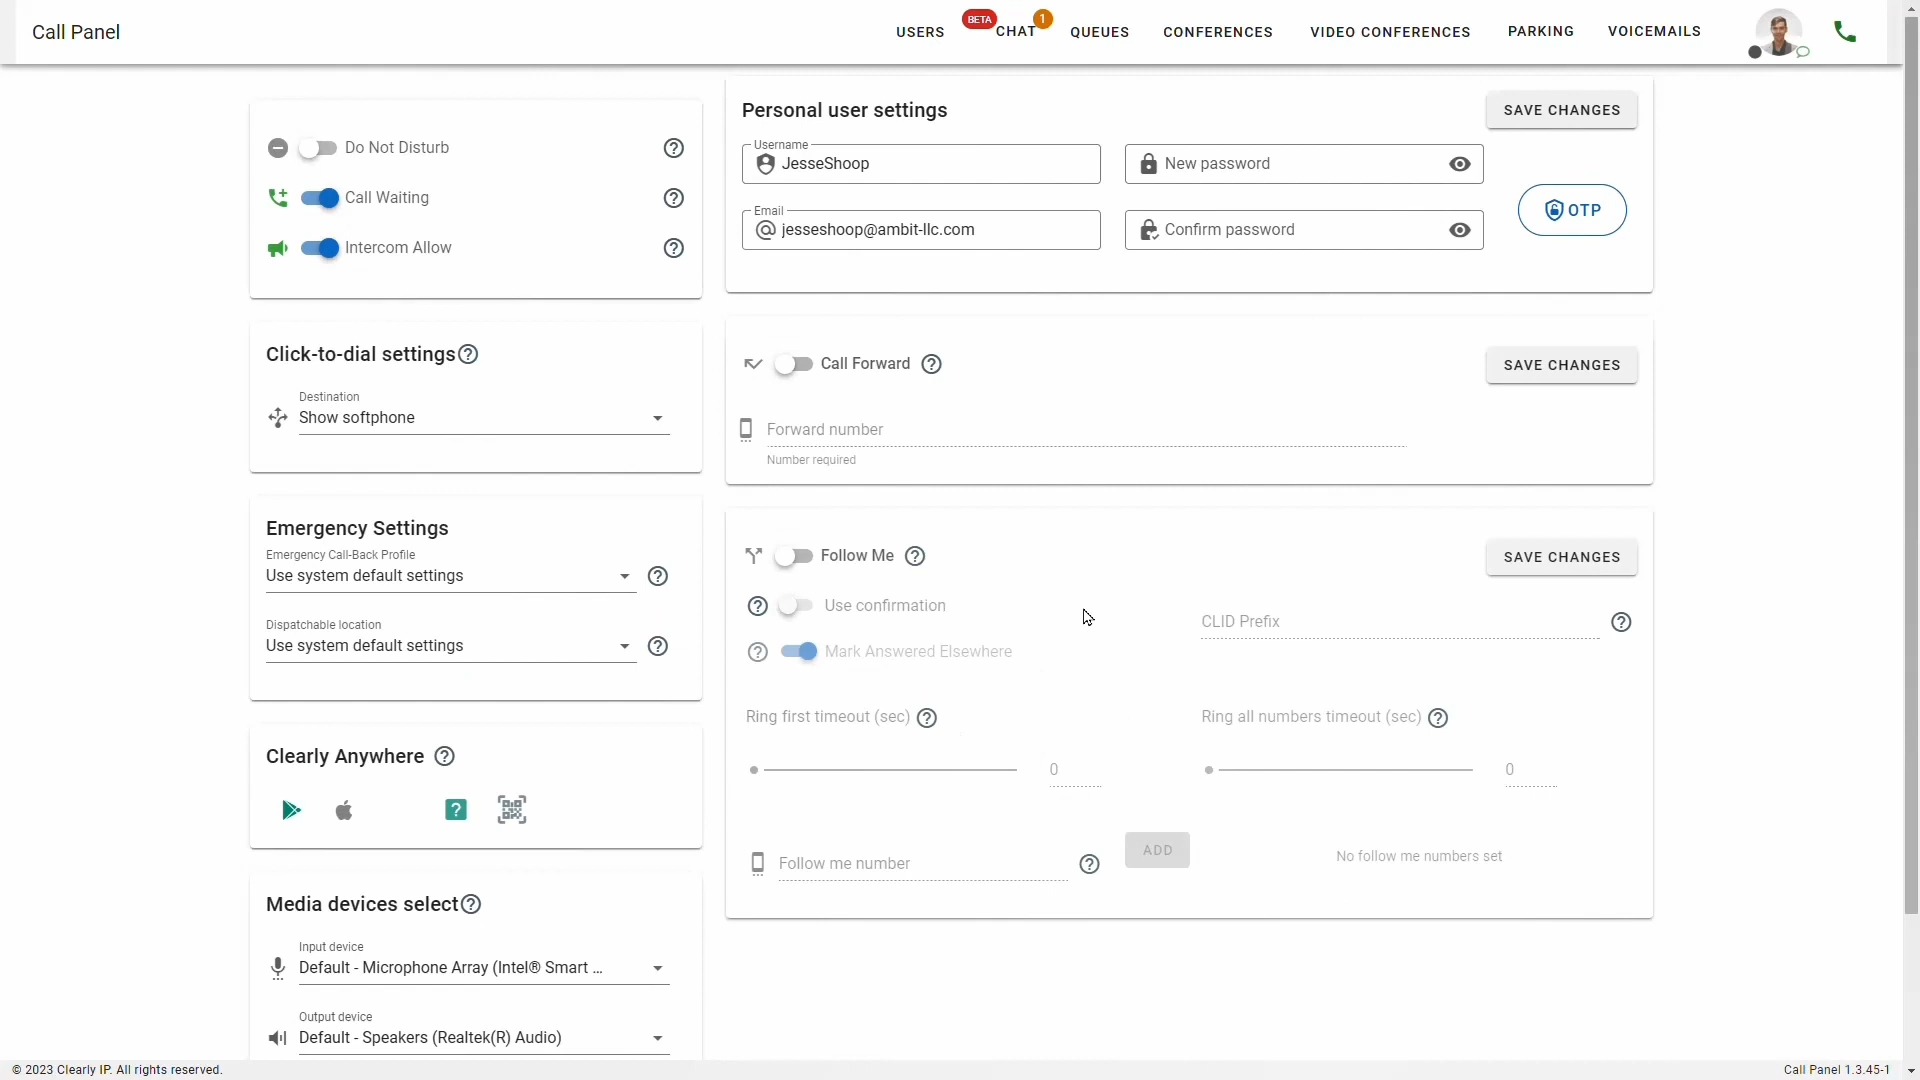 Call Panel
USERS
BETA
CHAT
1
QUEUES
CONFERENCES
VIDEO CONFERENCES
PARKING
VOICEMAILS
Do Not Disturb
Call Waiting
Intercom Allow
Click-to-dial settings
Destination
Show softphone
Emergency Settings
Emergency Call-Back Profile
Use system default settings
Dispatchable location
Use system default settings
Clearly Anywhere
Media devices select
Input device
Default - Microphone Array (Intel® Smart ...
Output device
Default - Speakers (Realtek(R) Audio)
Personal user settings
SAVE CHANGES
Username
JesseShoop
New password
Email
jesseshoop@ambit-llc.com
Confirm password
OTP
Call Forward
SAVE CHANGES
Forward number
Number required
Follow Me
SAVE CHANGES
Use confirmation
CLID Prefix
Mark Answered Elsewhere
Ring first timeout (sec)
Ring all numbers timeout (sec)
0
0
Follow me number
ADD
No follow me numbers set
© 2023 Clearly IP. All rights reserved.
Call Panel 1.3.45-1